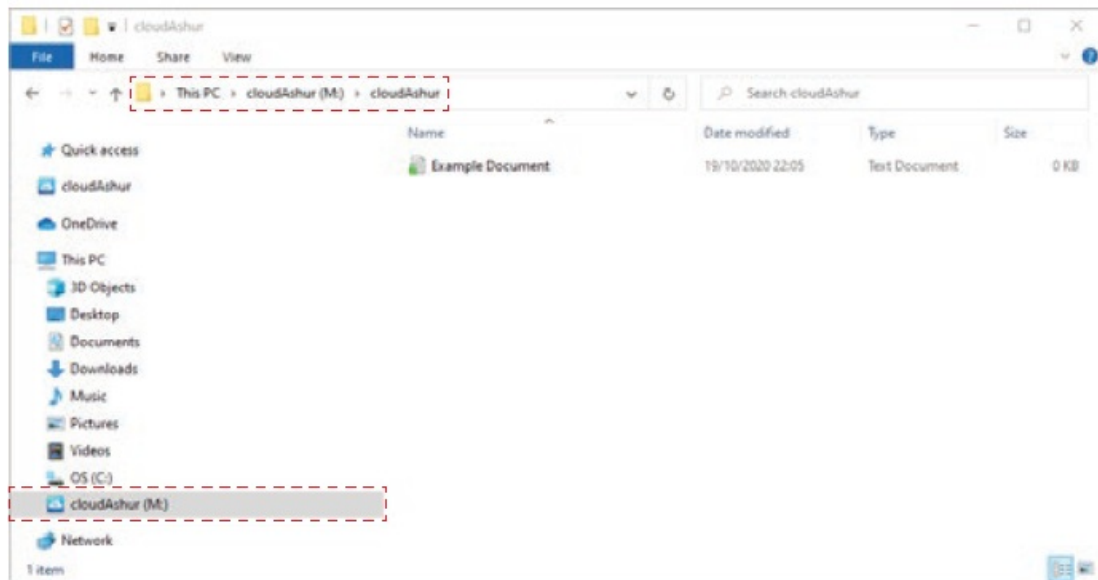 cloudAshur
File Home Share View
This PC > cloudAshur (M:) > cloudAshur
Search cloudAshur
Name Date modified Type Size
Example Document 19/10/2020 22:05 Text Document 0 KB
Quick access
cloudAshur
OneDrive
This PC
3D Objects
Desktop
Documents
Downloads
Music
Pictures
Videos
OS (C:)
cloudAshur (M:)
Network
1 item